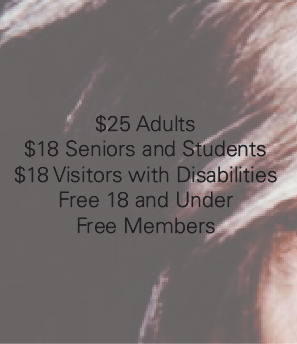 $25 Adults
$18 Seniors and Students
$18 Visitors with Disabilities
Free 18 and Under
Free Members